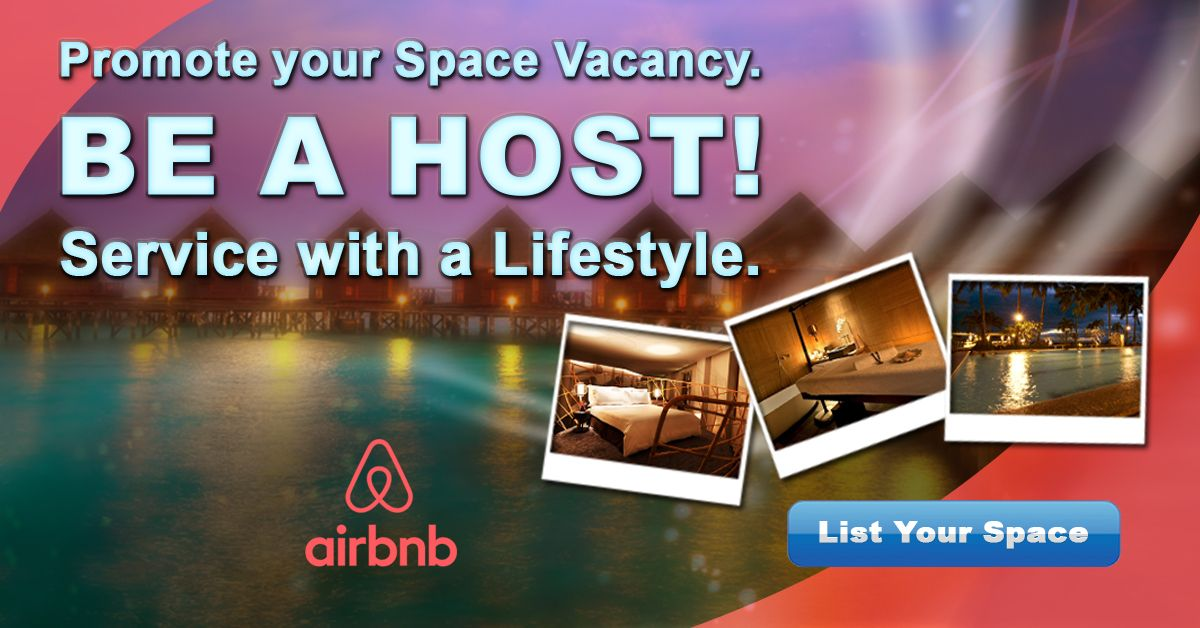 Promote your Space Vacancy.
BE A HOST!
Service with a Lifestyle.
airbnb
List Your Space